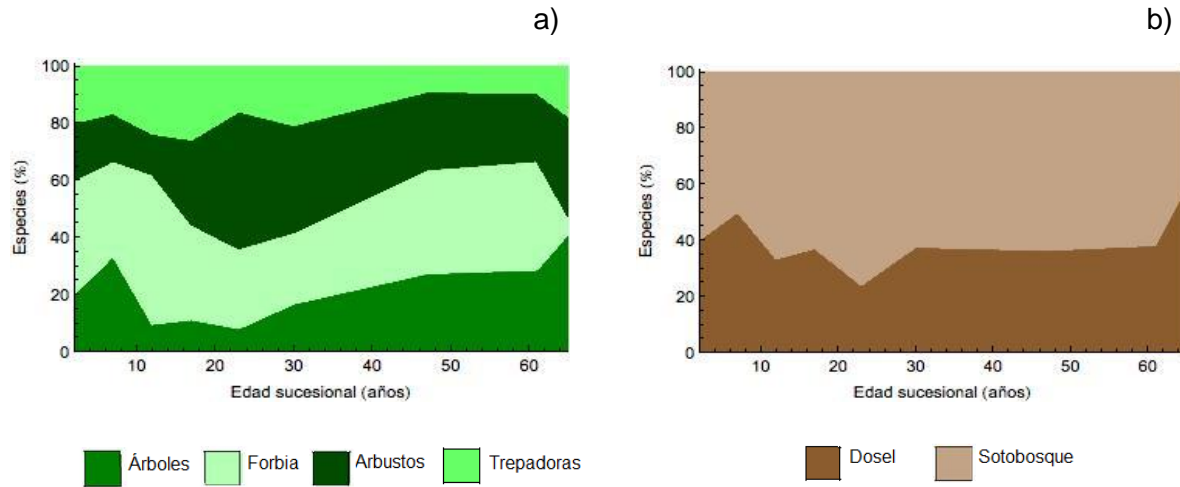 a)
100
80
60
40
20
0
Especies (%)
10 20 30 40 50 60
Edad sucesional (años)
Árboles Forbia Arbustos Trepadoras
b)
100
80
60
40
20
0
Especies (%)
10 20 30 40 50 60
Edad sucesional (años)
Dosel Sotobosque